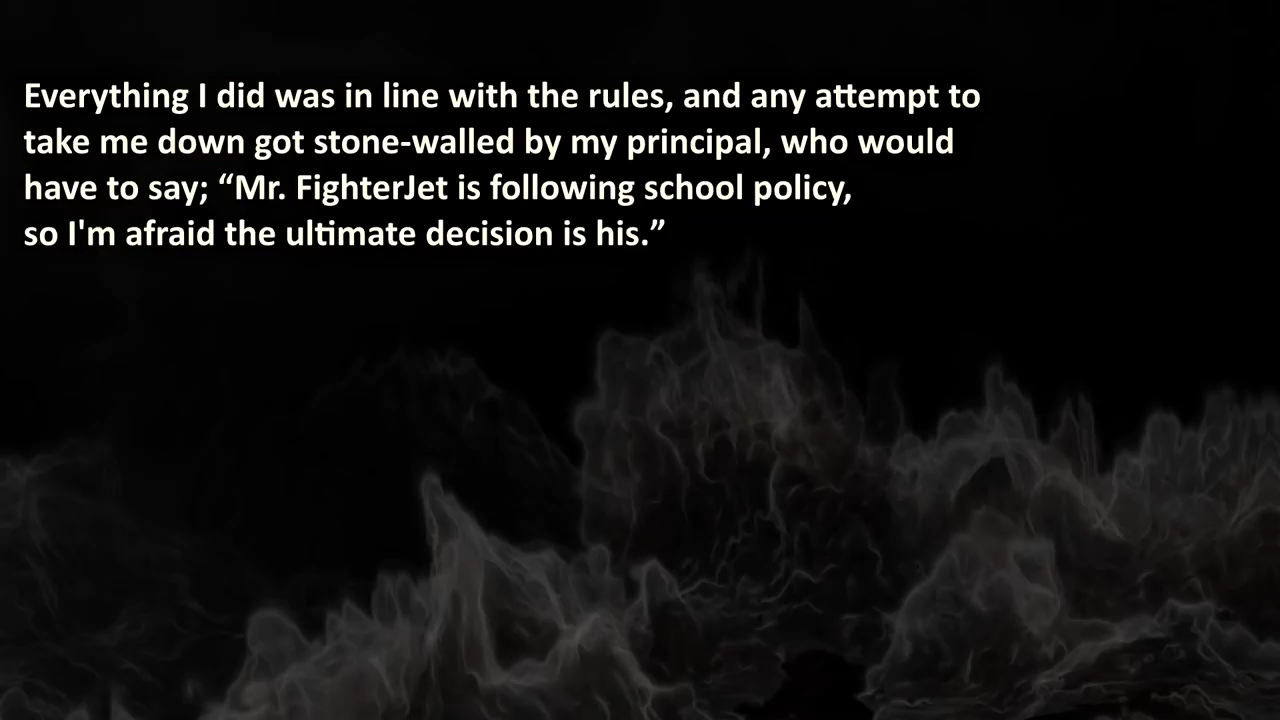 Everything I did was in line with the rules, and any attempt to
take me down got stone-walled by my principal, who would
have to say; “Mr. FighterJet is following school policy,
so I'm afraid the ultimate decision is his.”